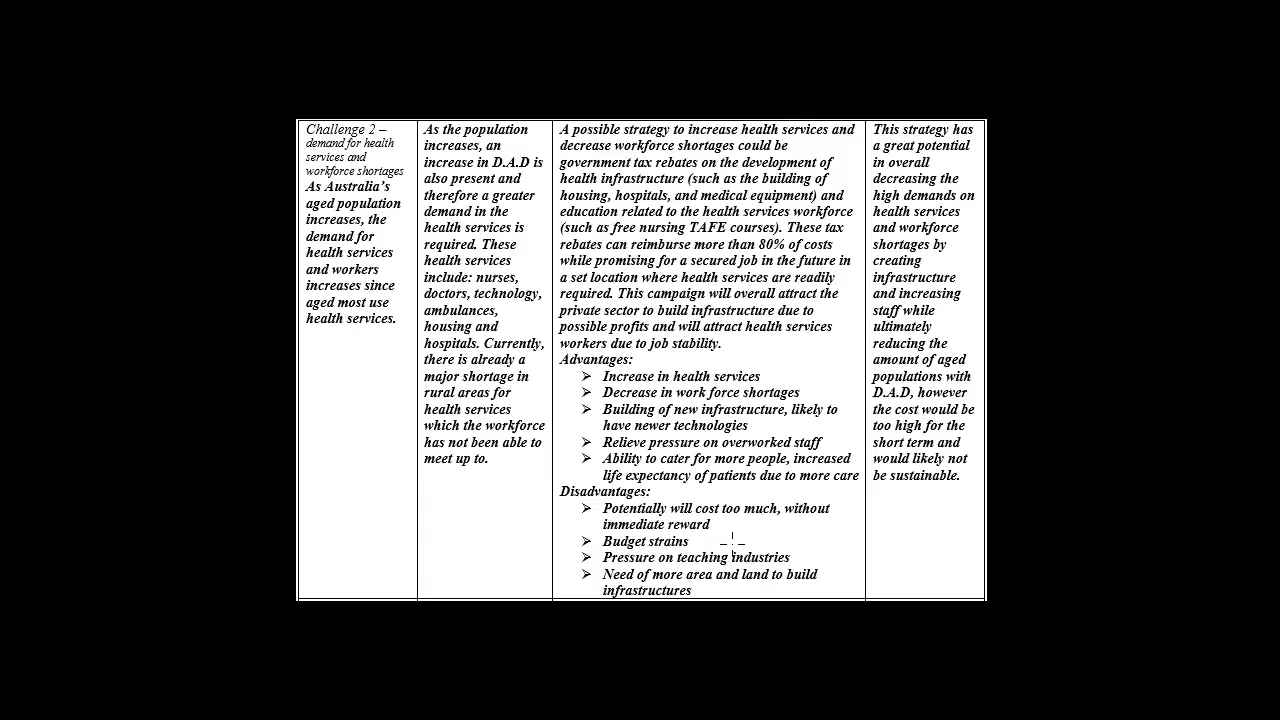 Challenge 2 –
demand for health
services and
workforce shortages
As Australia's
aged population
increases, the
demand for
health services
and workers
increases since
aged most use
health services.
As the population
increases, an
increase in D.A.D is
also present and
therefore a greater
demand in the
health services is
required. These
health services
include: nurses,
doctors, technology,
ambulances,
housing and
hospitals. Currently,
there is already a
major shortage in
rural areas for
health services
which the workforce
has not been able to
meet up to.
A possible strategy to increase health services and
decrease workforce shortages could be
government tax rebates on the development of
health infrastructure (such as the building of
housing, hospitals, and medical equipment) and
education related to the health services workforce
(such as free nursing TAFE courses). These tax
rebates can reimburse more than 80% of costs
while promising for a secured job in the future in
a set location where health services are readily
required. This campaign will overall attract the
private sector to build infrastructure due to
possible profits and will attract health services
workers due to job stability.
Advantages:
➢ Increase in health services
➢ Decrease in work force shortages
➢ Building of new infrastructure, likely to
have newer technologies
➢ Relieve pressure on overworked staff
➢ Ability to cater for more people, increased
life expectancy of patients due to more care
Disadvantages:
➢ Potentially will cost too much, without
immediate reward
➢ Budget strains
➢ Pressure on teaching industries
➢ Need of more area and land to build
infrastructures
This strategy has
a great potential
in overall
decreasing the
high demands on
health services
and workforce
shortages by
creating
infrastructure
and increasing
staff while
ultimately
reducing the
amount of aged
populations with
D.A.D, however
the cost would be
too high for the
short term and
would likely not
be sustainable.